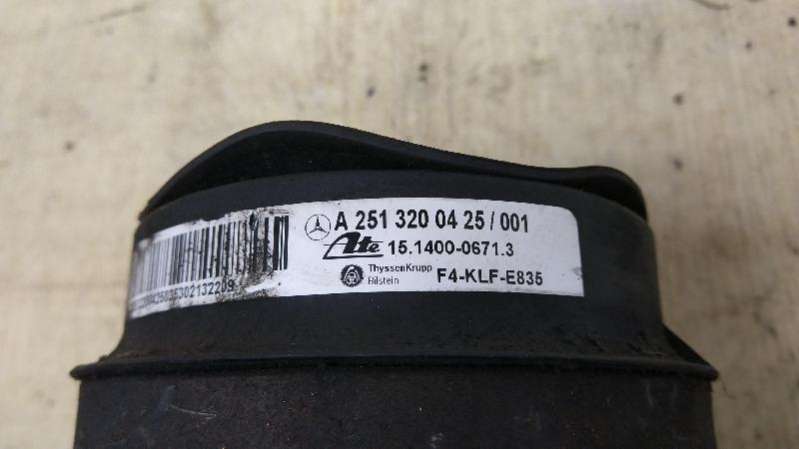 A 251 320 04 25 / 001
Ate 15.1400-0671.3
ThyssenKrupp
Bilstein
F4-KLF-E835